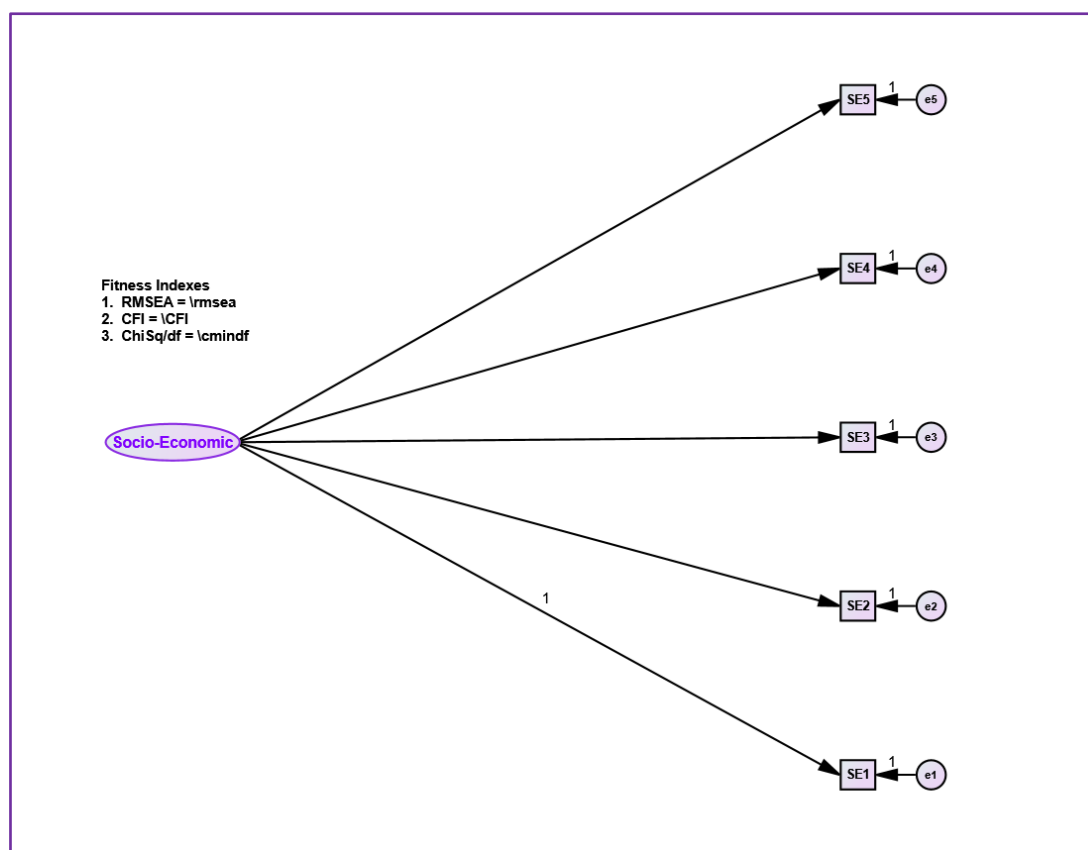 1
SE5
e5
1
SE4
e4
Fitness Indexes
1. RMSEA = \rmsea
2. CFI = \CFI
3. ChiSq/df = \cmindf
Socio-Economic
1
SE3
e3
1
1
SE2
e2
1
SE1
e1